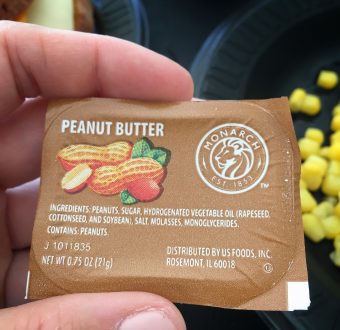 PEANUT BUTTER
MONARCH
EST. 1853
™
INGREDIENTS: PEANUTS, SUGAR, HYDROGENATED VEGETABLE OIL (RAPESEED,
COTTONSEED, AND SOYBEAN), SALT, MOLASSES, MONOGLYCERIDES.
CONTAINS: PEANUTS.
J 1011835
NET WT 0.75 OZ (21g)
DISTRIBUTED BY US FOODS, INC.
ROSEMONT, IL 60018